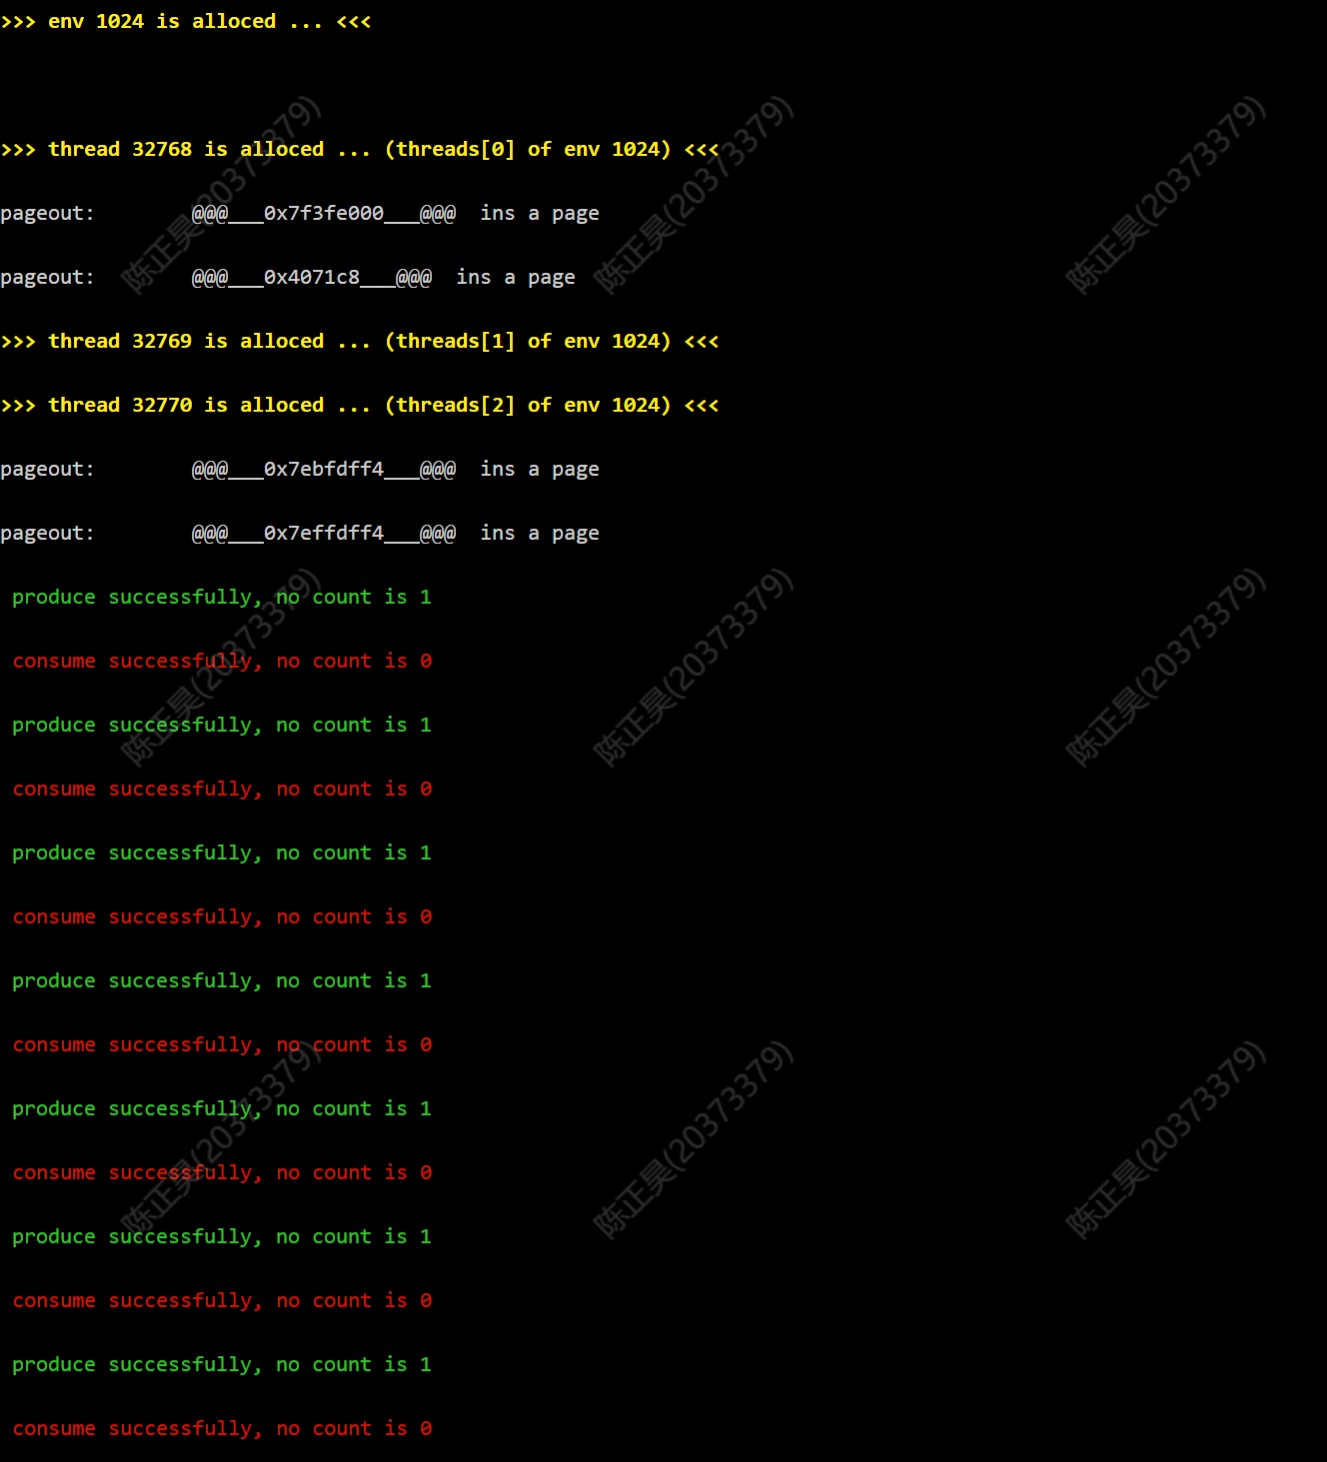 >>> env 1024 is alloced ... <<<
>>> thread 32768 is alloced ... (threads[0] of env 1024) <<<
pageout:        @@@___0x7f3fe000___@@@  ins a page
pageout:        @@@___0x4071c8___@@@  ins a page
>>> thread 32769 is alloced ... (threads[1] of env 1024) <<<
>>> thread 32770 is alloced ... (threads[2] of env 1024) <<<
pageout:        @@@___0x7ebfdff4___@@@  ins a page
pageout:        @@@___0x7effdff4___@@@  ins a page
produce successfully, no count is 1
consume successfully, no count is 0
produce successfully, no count is 1
consume successfully, no count is 0
produce successfully, no count is 1
consume successfully, no count is 0
produce successfully, no count is 1
consume successfully, no count is 0
produce successfully, no count is 1
consume successfully, no count is 0
produce successfully, no count is 1
consume successfully, no count is 0
produce successfully, no count is 1
consume successfully, no count is 0
陈正昊(20373379)
陈正昊(20373379)
陈正昊(20373379)
陈正昊(20373379)
陈正昊(20373379)
陈正昊(20373379)
陈正昊(20373379)
陈正昊(20373379)
陈正昊(20373379)